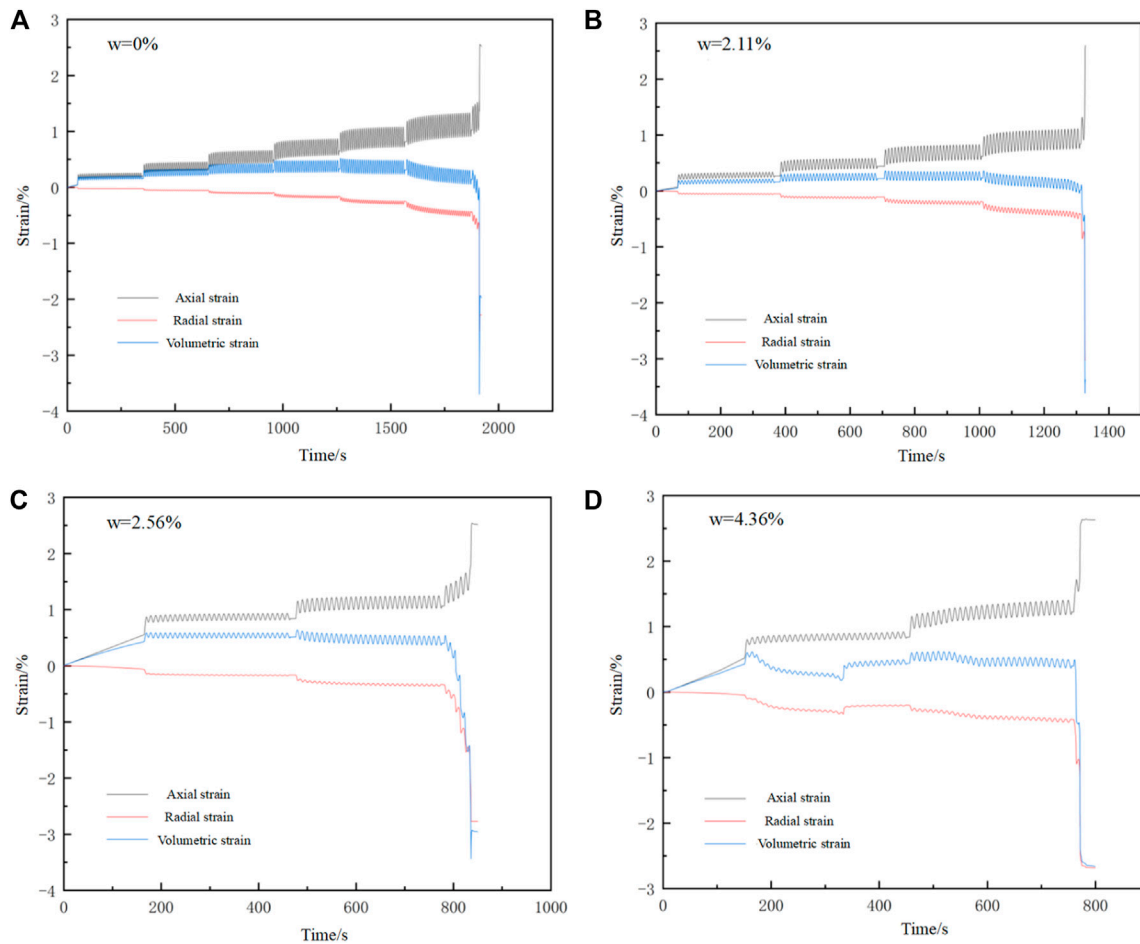 A
w=0%
3
2
1
0
−1
−2
−3
−4
Strain/%
Axial strain
Radial strain
Volumetric strain
0
500
1000
1500
2000
Time/s
B
w=2.11%
3
2
1
0
−1
−2
−3
−4
Strain/%
Axial strain
Radial strain
Volumetric strain
0
200
400
600
800
1000
1200
1400
Time/s
C
w=2.56%
3
2
1
0
−1
−2
−3
−4
Strain/%
Axial strain
Radial strain
Volumetric strain
0
200
400
600
800
1000
Time/s
D
w=4.36%
3
2
1
0
−1
−2
−3
Strain/%
Axial strain
Radial strain
Volumetric strain
0
200
400
600
800
Time/s